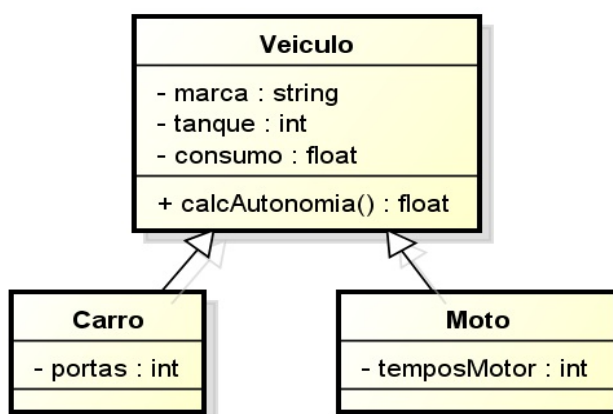 Veiculo
- marca : string
- tanque : int
- consumo : float
+ calcAutonomia() : float
Carro
- portas : int
Moto
- temposMotor : int